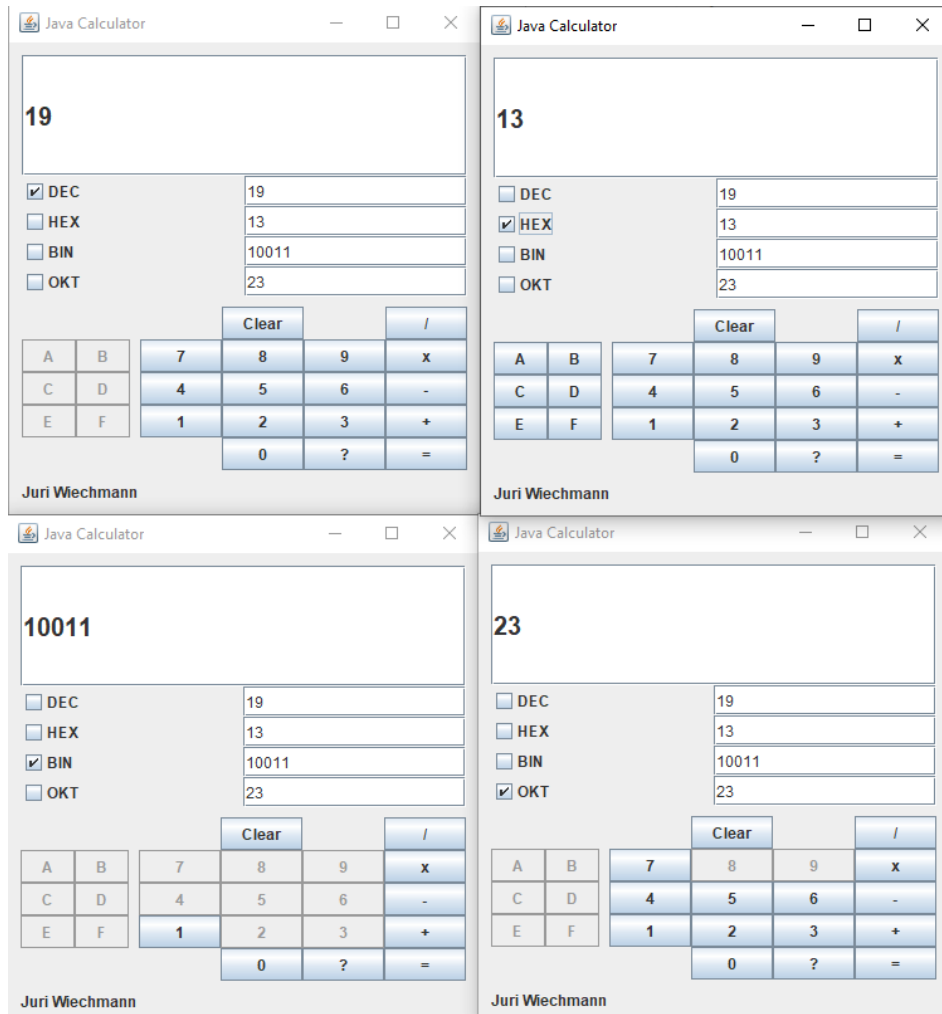 Java Calculator
19
DEC 19
HEX 13
BIN 10011
OKT 23
Clear /
A B 7 8 9 x
C D 4 5 6 -
E F 1 2 3 +
0 ? =
Juri Wiechmann
Java Calculator
13
DEC 19
HEX 13
BIN 10011
OKT 23
Clear /
A B 7 8 9 x
C D 4 5 6 -
E F 1 2 3 +
0 ? =
Juri Wiechmann
Java Calculator
10011
DEC 19
HEX 13
BIN 10011
OKT 23
Clear /
A B 7 8 9 x
C D 4 5 6 -
E F 1 2 3 +
0 ? =
Juri Wiechmann
Java Calculator
23
DEC 19
HEX 13
BIN 10011
OKT 23
Clear /
A B 7 8 9 x
C D 4 5 6 -
E F 1 2 3 +
0 ? =
Juri Wiechmann